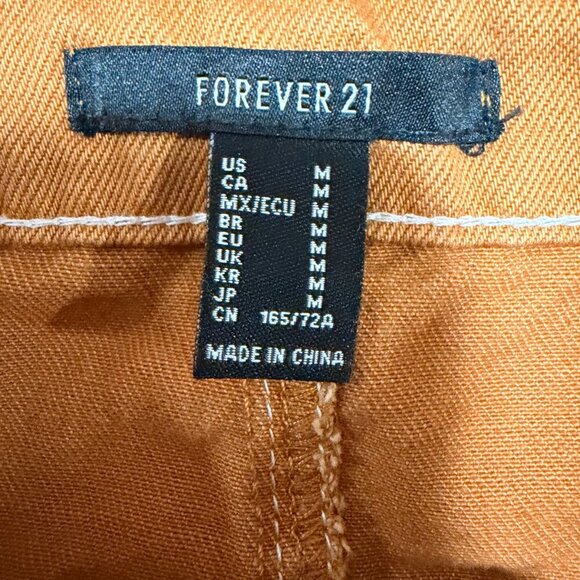 FOREVER 21
US M
CA M
MX/ECU M
BR M
EU M
UK M
KR M
JP M
CN 165/72A
MADE IN CHINA